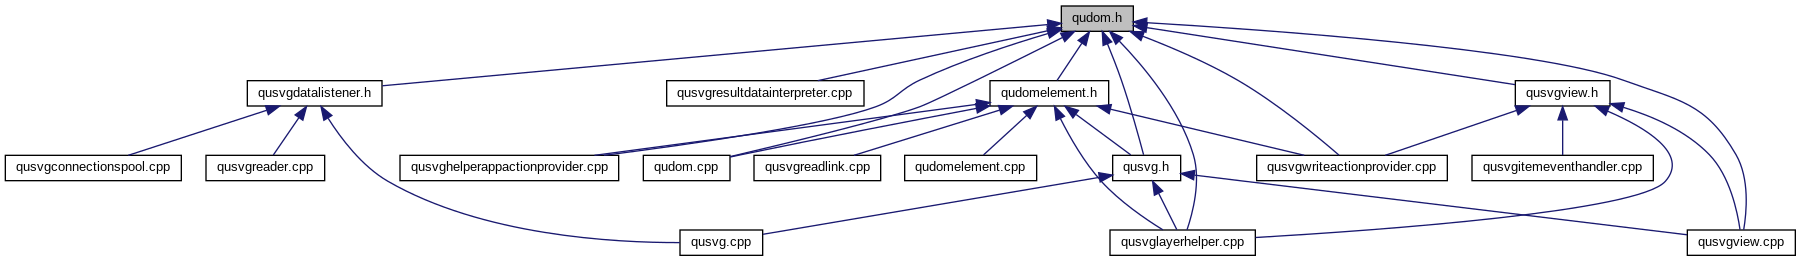 qudom.h
qusvgdatalistener.h
qusvgresultdatainterpreter.cpp
qudomelement.h
qusvgview.h
qusvgconnectionspool.cpp
qusvgreader.cpp
qusvghelperappactionprovider.cpp
qudom.cpp
qusvgreadlink.cpp
qudomelement.cpp
qusvg.h
qusvgwriteactionprovider.cpp
qusvgitemeventhandler.cpp
qusvg.cpp
qusvglayerhelper.cpp
qusvgview.cpp